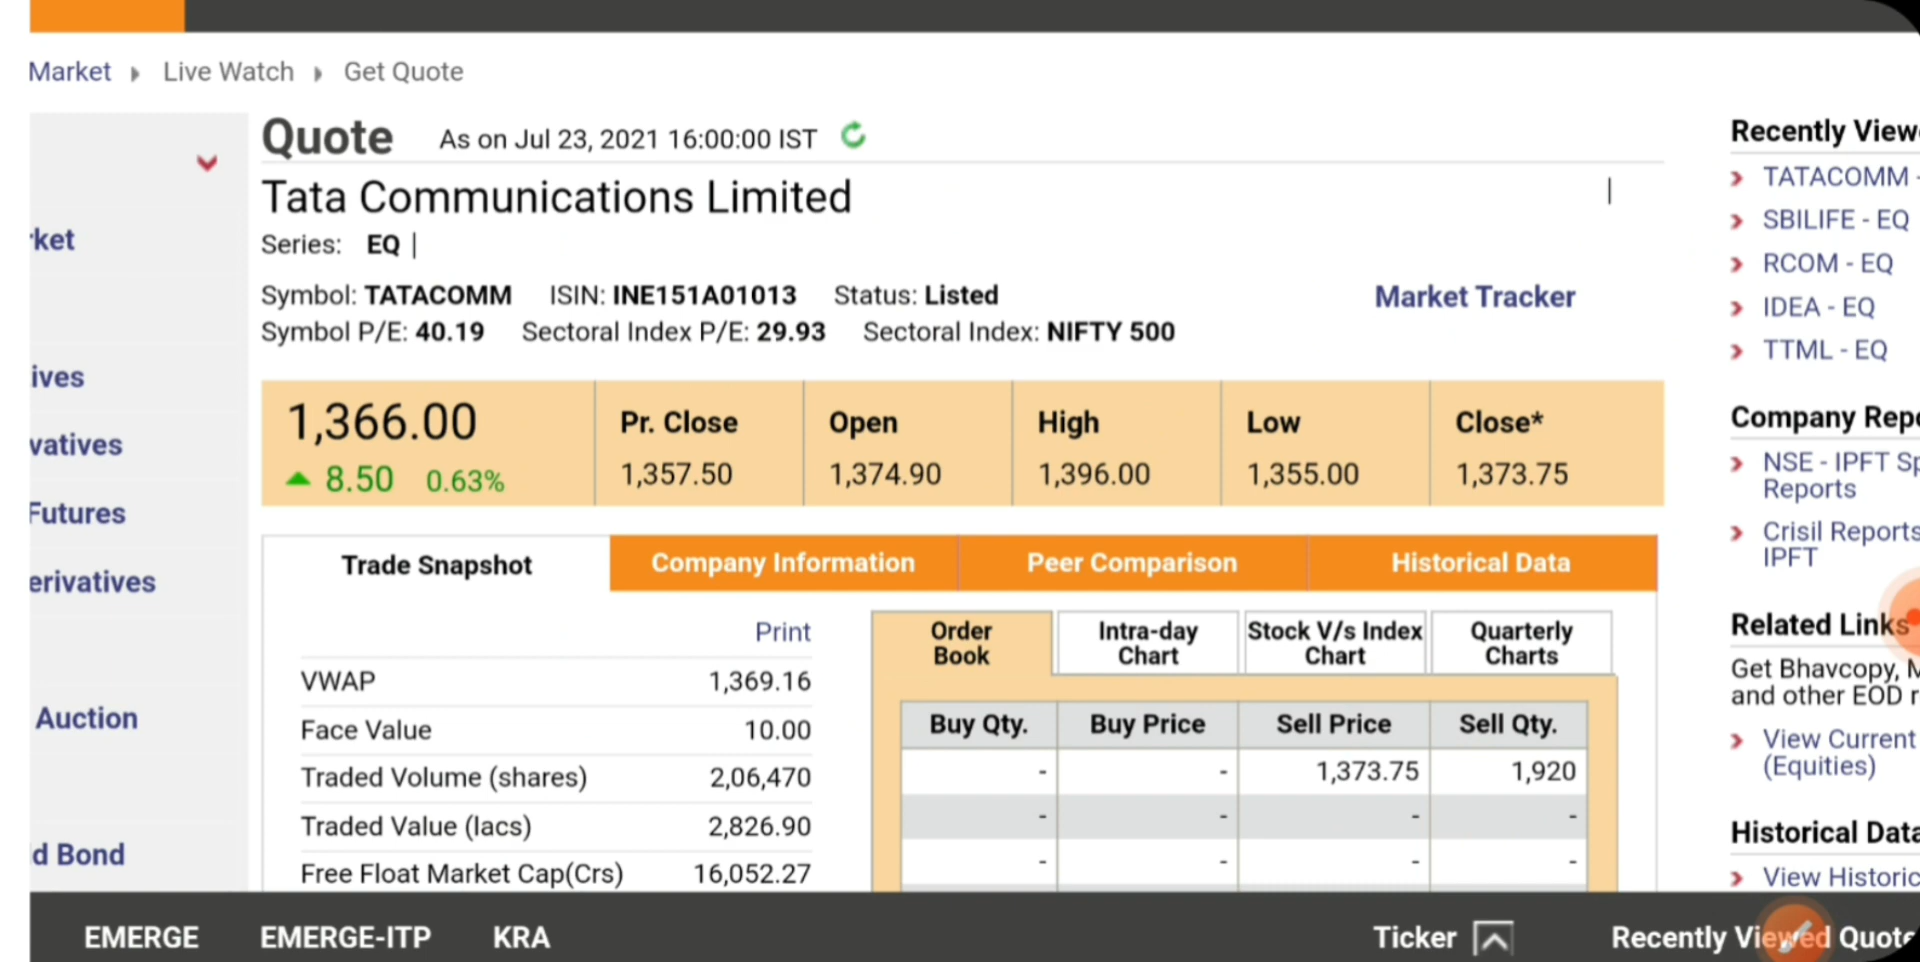 Market Live Watch Get Quote
Quote As on Jul 23, 2021 16:00:00 IST
Tata Communications Limited |
Series: EQ |
Symbol: TATACOMM ISIN: INE151A01013 Status: Listed
Symbol P/E: 40.19 Sectoral Index P/E: 29.93 Sectoral Index: NIFTY 500
Market Tracker
1,366.00
8.50 0.63%
Pr. Close Open High Low Close*
1,357.50 1,374.90 1,396.00 1,355.00 1,373.75
Trade Snapshot Company Information Peer Comparison Historical Data
Print
VWAP 1,369.16
Face Value 10.00
Traded Volume (shares) 2,06,470
Traded Value (lacs) 2,826.90
Free Float Market Cap(Crs) 16,052.27
Order
Book
Intra-day
Chart
Stock V/s Index
Chart
Quarterly
Charts
Buy Qty. Buy Price Sell Price Sell Qty.
- - 1,373.75 1,920
- - - -
- - - -
ket
ives
vatives
Futures
erivatives
Auction
d Bond
Recently View
TATACOMM -
SBILIFE - EQ
RCOM - EQ
IDEA - EQ
TTML - EQ
Company Rep
NSE - IPFT Sp
Reports
Crisil Reports
IPFT
Related Links
Get Bhavcopy, M
and other EOD r
View Current
(Equities)
Historical Data
View Historic
EMERGE EMERGE-ITP KRA Ticker Recently Viewed Quote